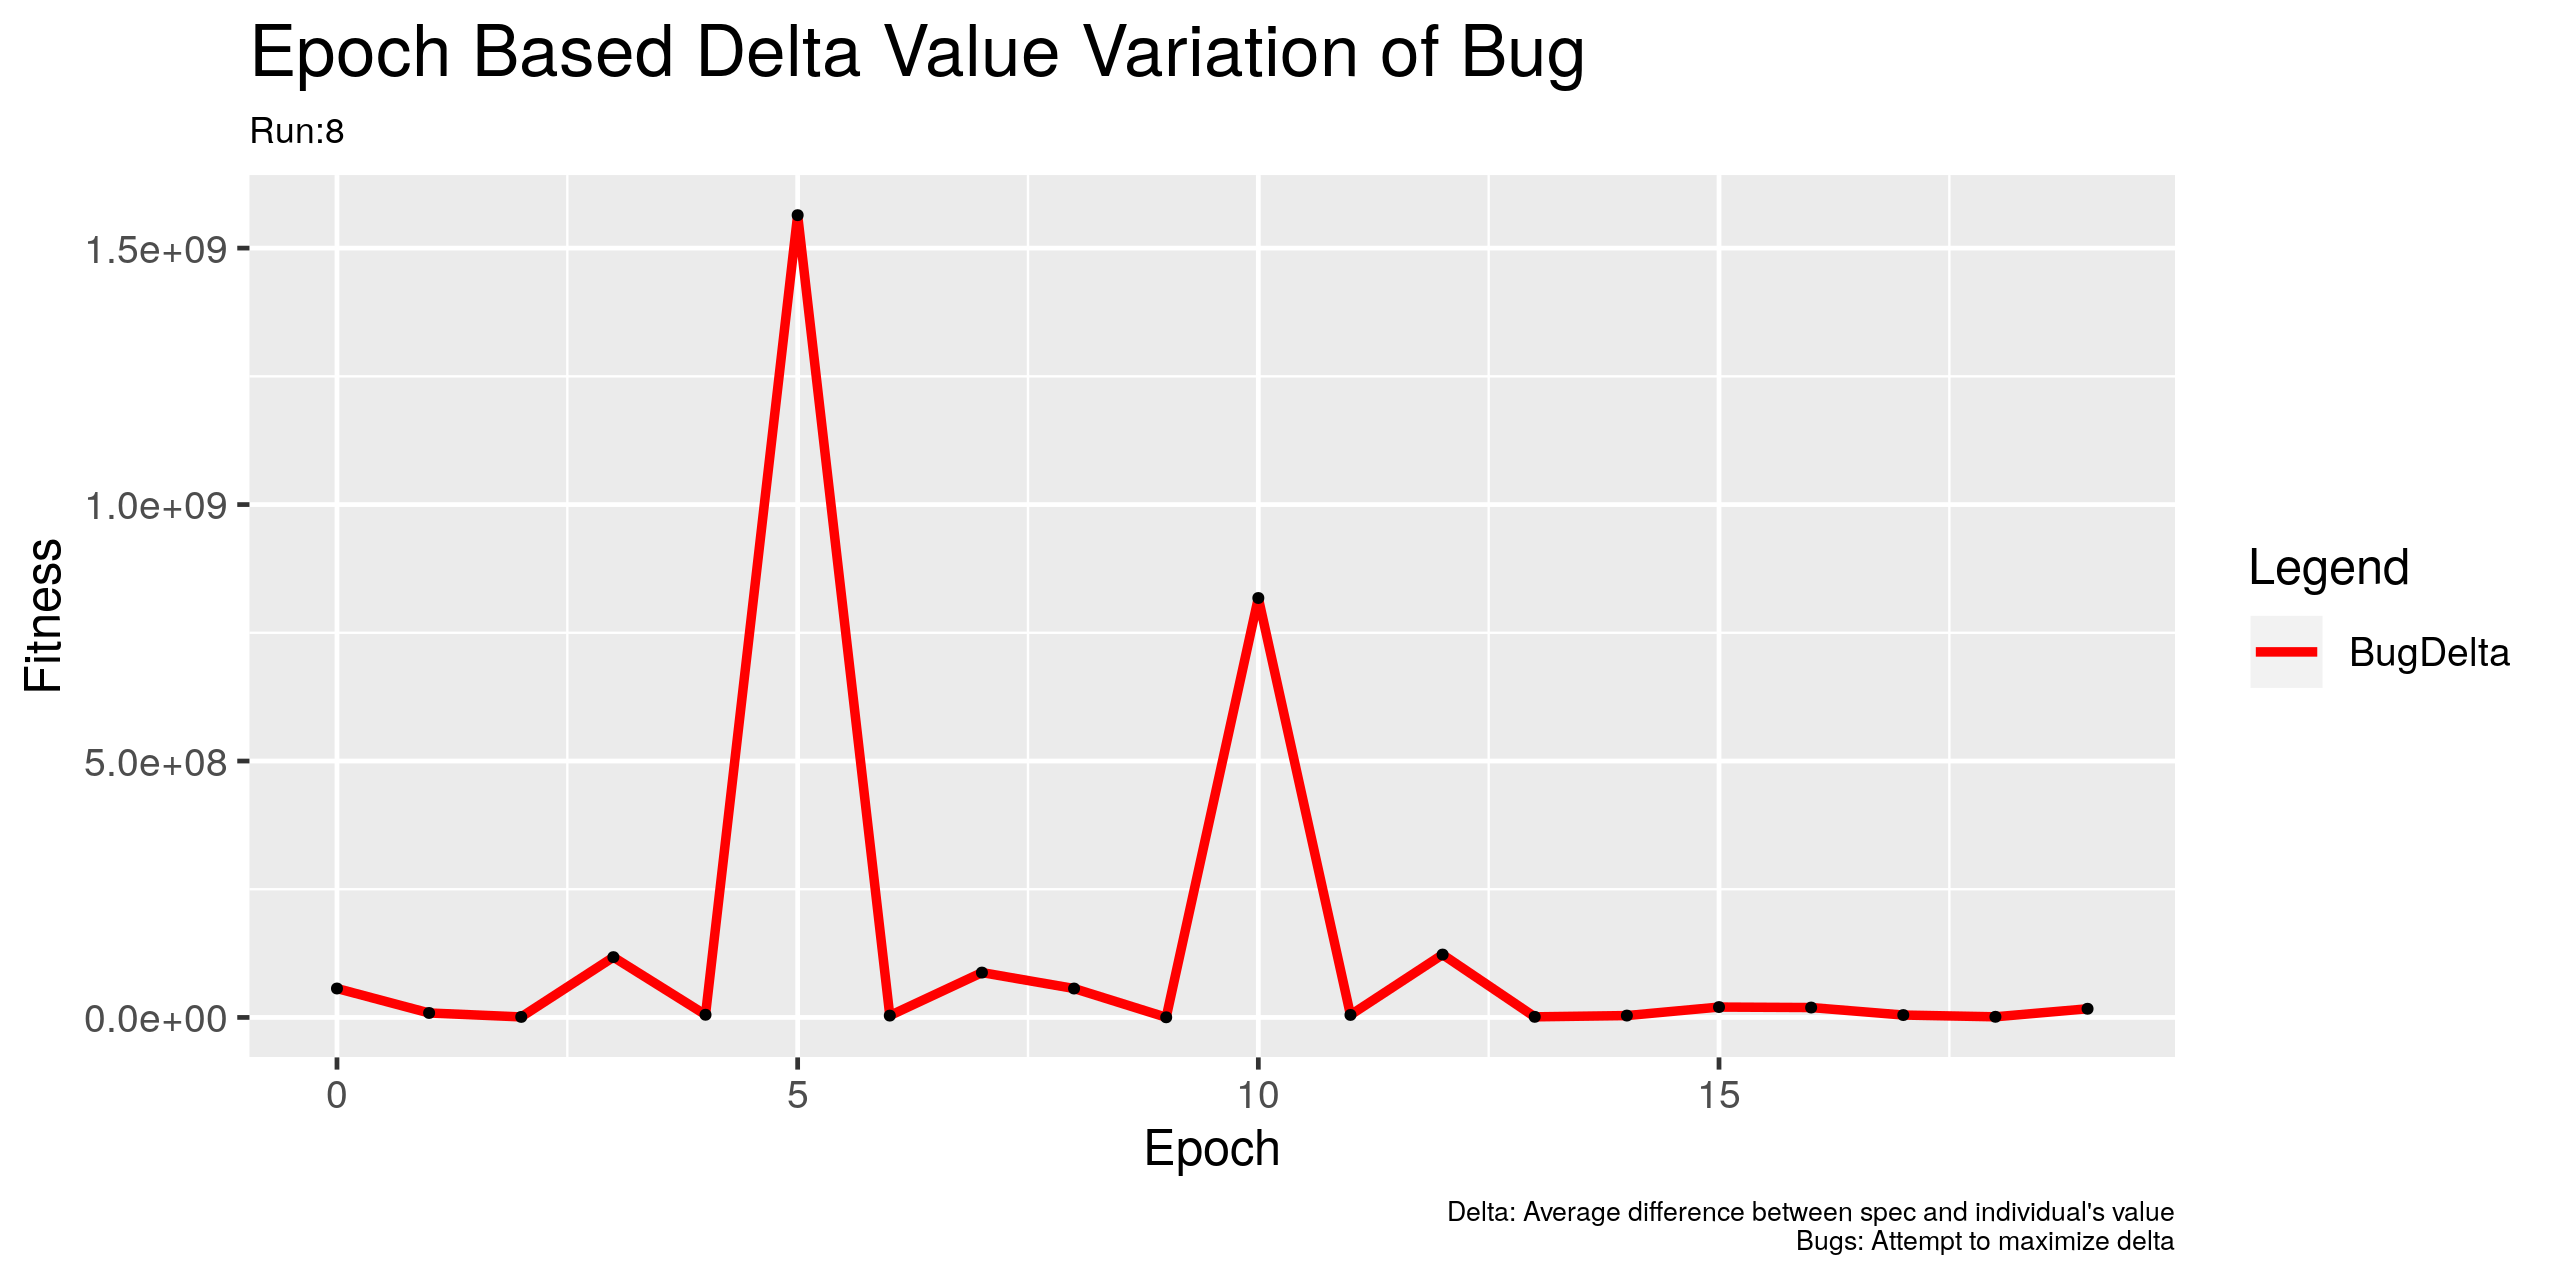 Epoch Based Delta Value Variation of Bug
Run:8
1.5e+09
1.0e+09
5.0e+08
0.0e+00
Fitness
0
5
10
15
Epoch
Legend
BugDelta
Delta: Average difference between spec and individual's value
Bugs: Attempt to maximize delta